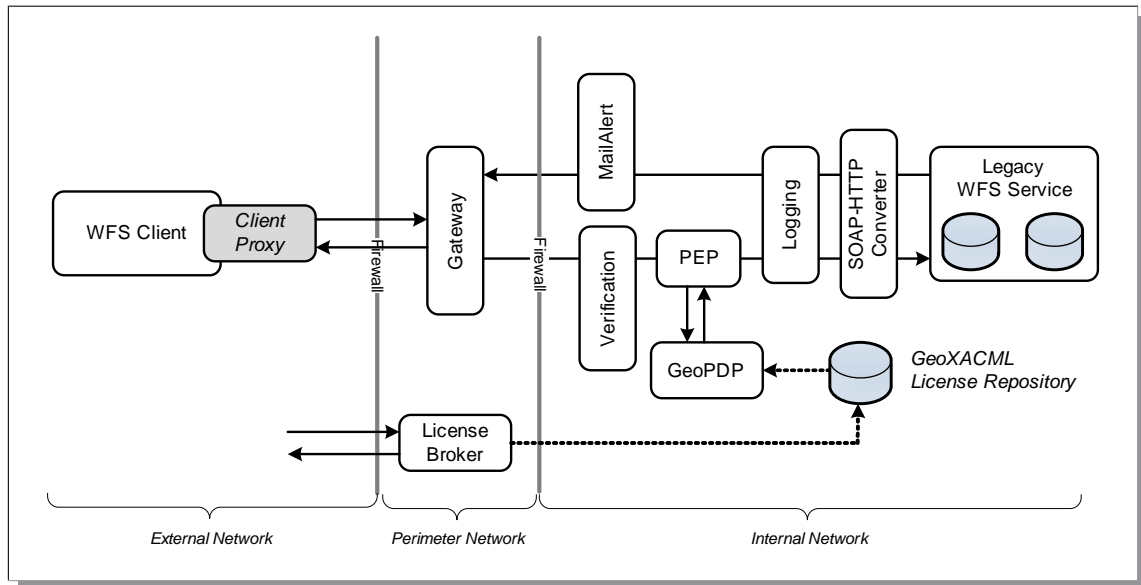 WFS Client
Client
Proxy
Firewall
Gateway
Firewall
MailAlert
Verification
PEP
GeoPDP
Logging
SOAP-HTTP
Converter
Legacy
WFS Service
GeoXACML
License Repository
License
Broker
External Network
Perimeter Network
Internal Network